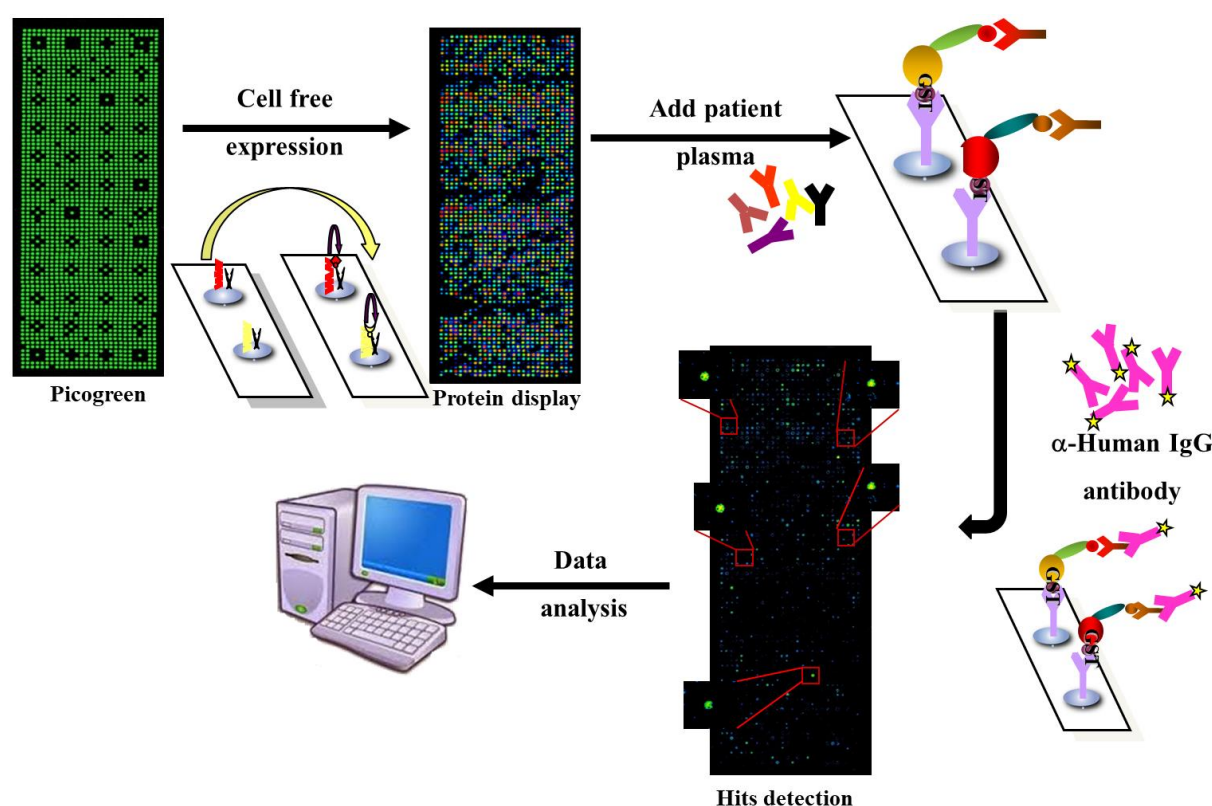 Picogreen
Cell free
expression
Protein display
Add patient
plasma
GST
GST
α-Human IgG
antibody
GST
GST
Hits detection
Data
analysis